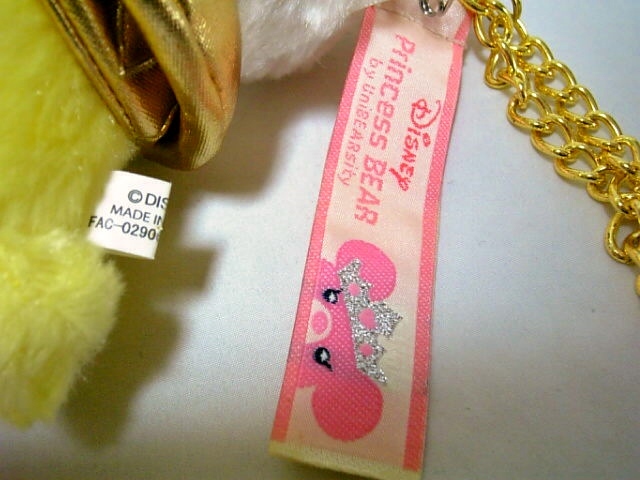 Disney
Princess BEAR
by UniBEARsity
©DIS
MADE IN
FAC-0290